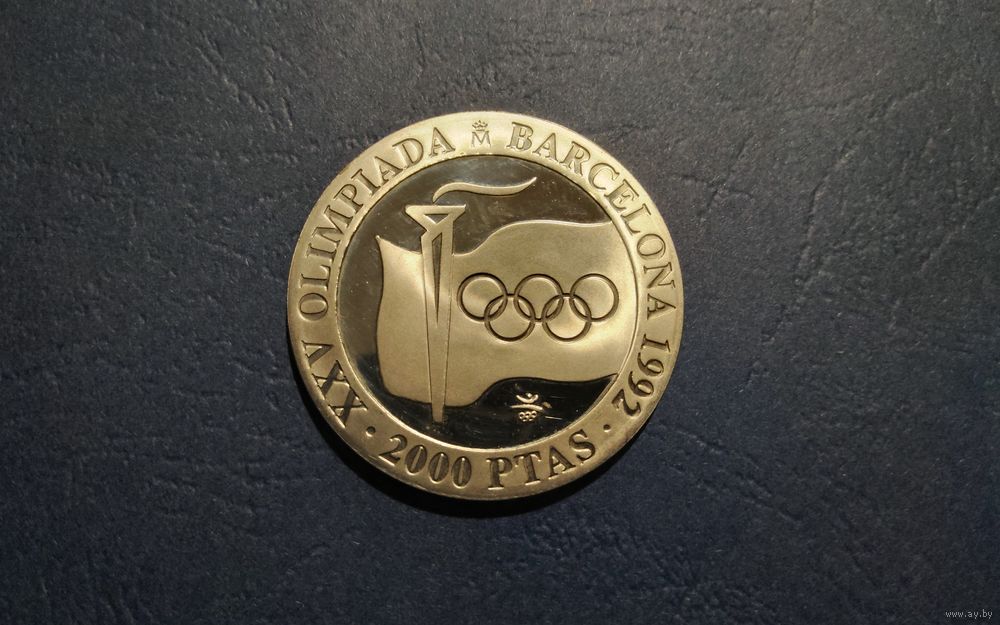 XXV OLIMPIADA M BARCELONA 1992
· 2000 PTAS ·
www.ay.by